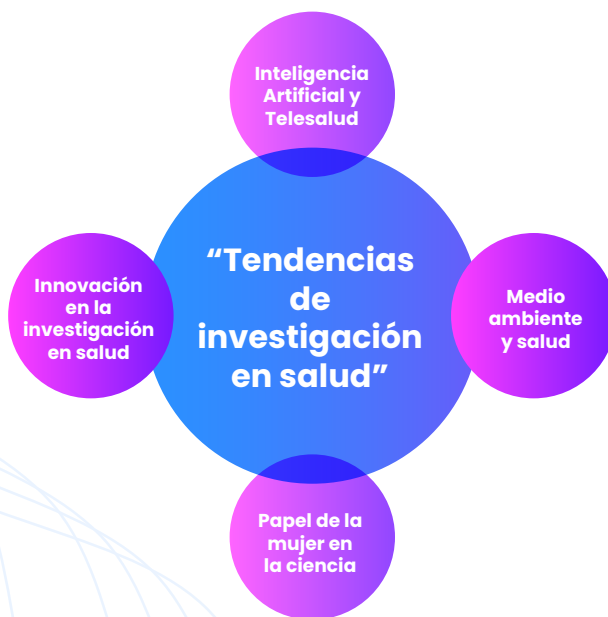 Inteligencia
Artificial y
Telesalud
“Tendencias
de
investigación
en salud”
Innovación
en la
investigación
en salud
Medio
ambiente
y salud
Papel de la
mujer en
la ciencia